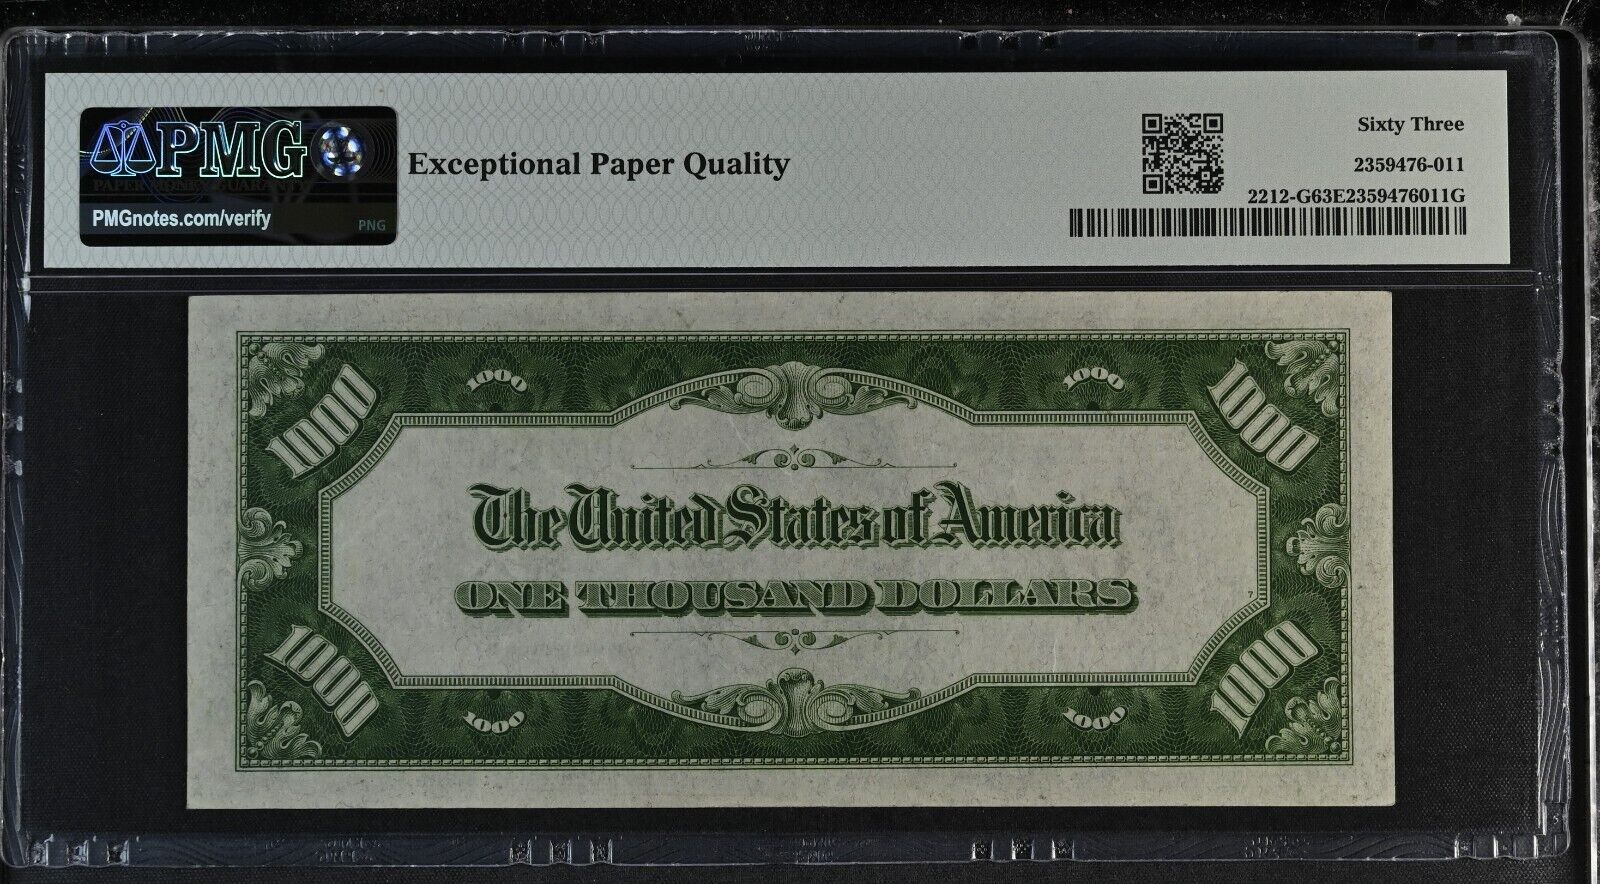 PMG
PAPER MONEY GUARANTY
PMGnotes.com/verify
PNG
Exceptional Paper Quality
Sixty Three
2359476-011
2212-G63E2359476011G
1000
1000
1000
1000
The United States of America
ONE THOUSAND DOLLARS
7
1000
1000
1000
1000